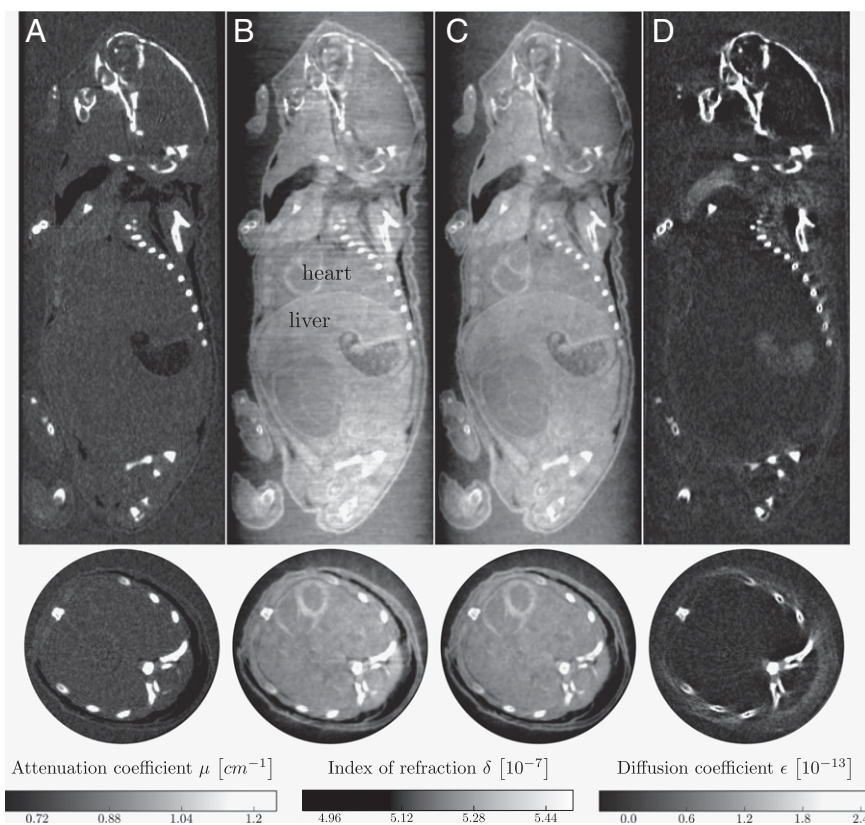 A B C D
heart
liver
Attenuation coefficient μ [cm⁻¹] Index of refraction δ [10⁻⁷] Diffusion coefficient ϵ [10⁻¹³]
0.72 0.88 1.04 1.2 4.96 5.12 5.28 5.44 0.0 0.6 1.2 1.8